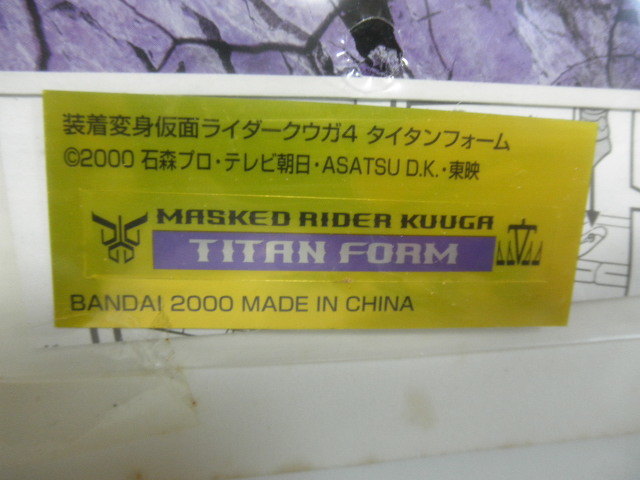 装着変身仮面ライダークウガ4 タイタンフォーム
©2000 石森プロ・テレビ朝日・ASATSU D.K.・東映
MASKED RIDER KUUGA
TITAN FORM
BANDAI 2000 MADE IN CHINA